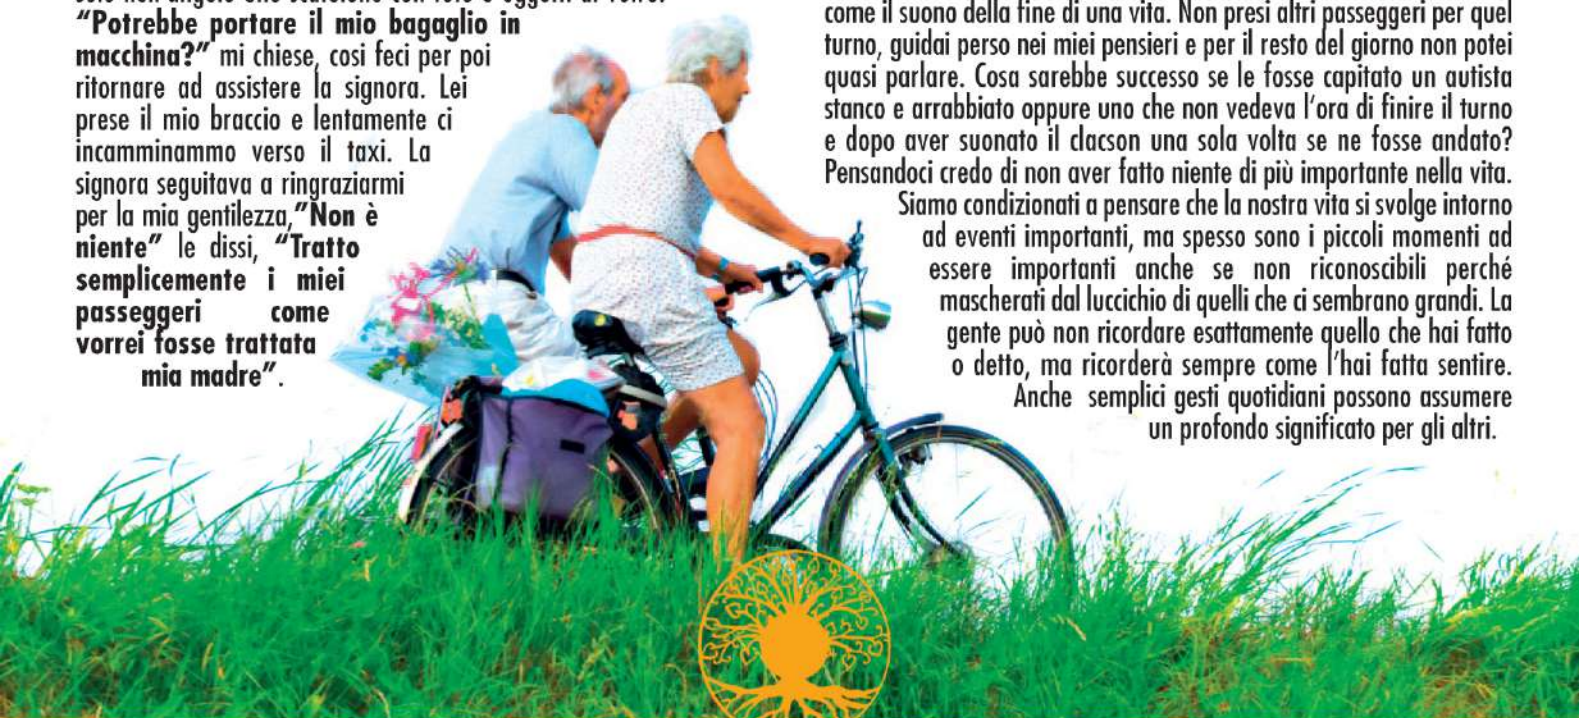 “Potrebbe portare il mio bagaglio in
macchina?” mi chiese, cosi feci per poi
ritornare ad assistere la signora. Lei
prese il mio braccio e lentamente ci
incamminammo verso il taxi. La
signora seguitava a ringraziarmi
per la mia gentilezza,”Non è
niente” le dissi, “Tratto
semplicemente i miei
passeggeri come
vorrei fosse trattata
mia madre”.
come il suono della fine di una vita. Non presi altri passeggeri per quel
turno, guidai perso nei miei pensieri e per il resto del giorno non potei
quasi parlare. Cosa sarebbe successo se le fosse capitato un autista
stanco e arrabbiato oppure uno che non vedeva l’ora di finire il turno
e dopo aver suonato il clacson una sola volta se ne fosse andato?
Pensandoci credo di non aver fatto niente di più importante nella vita.
Siamo condizionati a pensare che la nostra vita si svolge intorno
ad eventi importanti, ma spesso sono i piccoli momenti ad
essere importanti anche se non riconoscibili perché
mascherati dal luccichio di quelli che ci sembrano grandi. La
gente può non ricordare esattamente quello che hai fatto
o detto, ma ricorderà sempre come l’hai fatta sentire.
Anche semplici gesti quotidiani possono assumere
un profondo significato per gli altri.